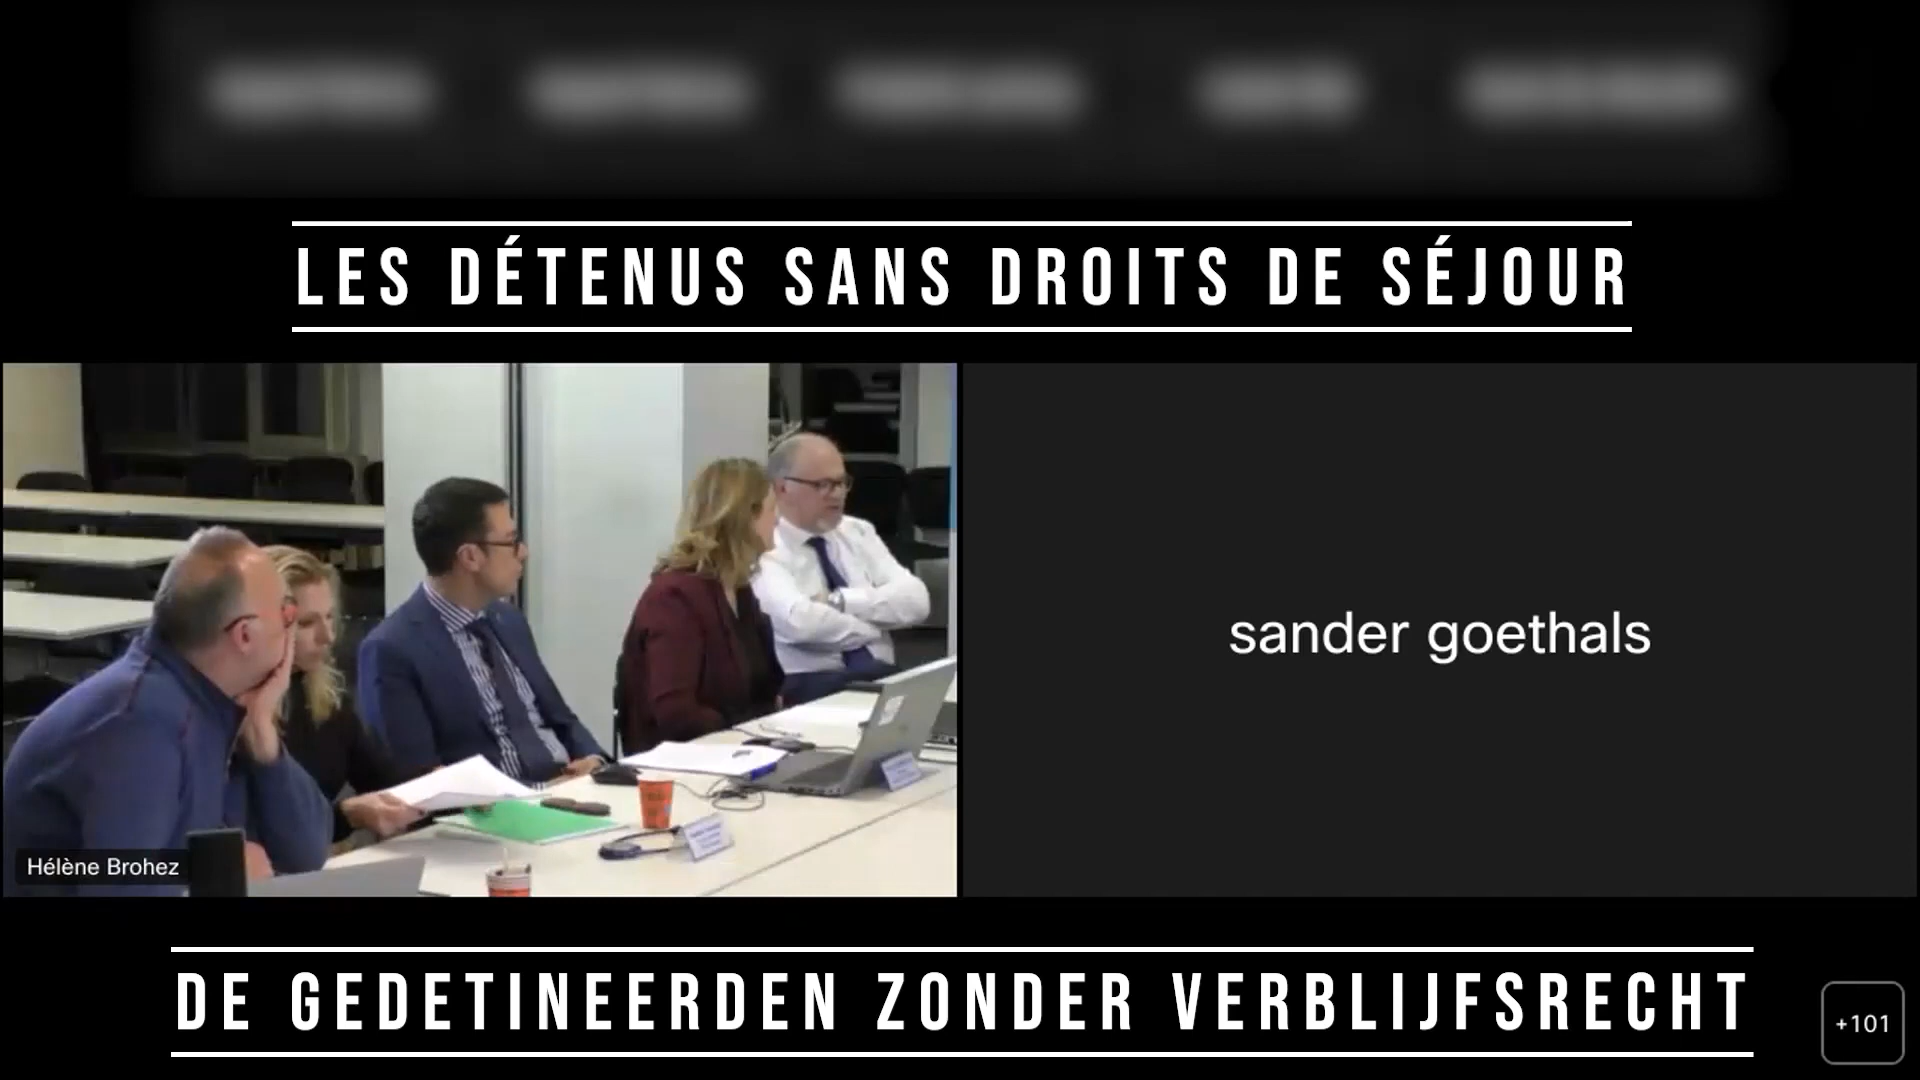 LES DÉTENUS SANS DROITS DE SÉJOUR
sander goethals
Hélène Brohez
DE GEDETINEERDEN ZONDER VERBLIJFSRECHT
+101